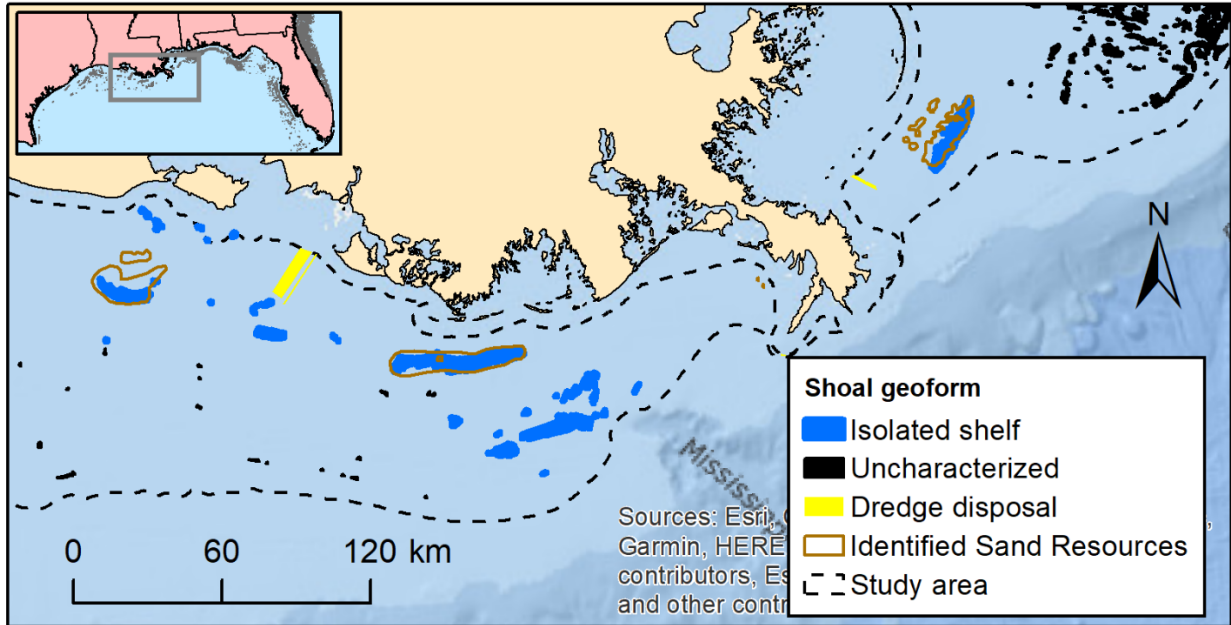 N
Shoal geoform
Isolated shelf
Uncharacterized
Dredge disposal
Identified Sand Resources
Study area
Mississip
Sources: Esri,
Garmin, HERE
contributors, Es
and other contr
0 60 120 km